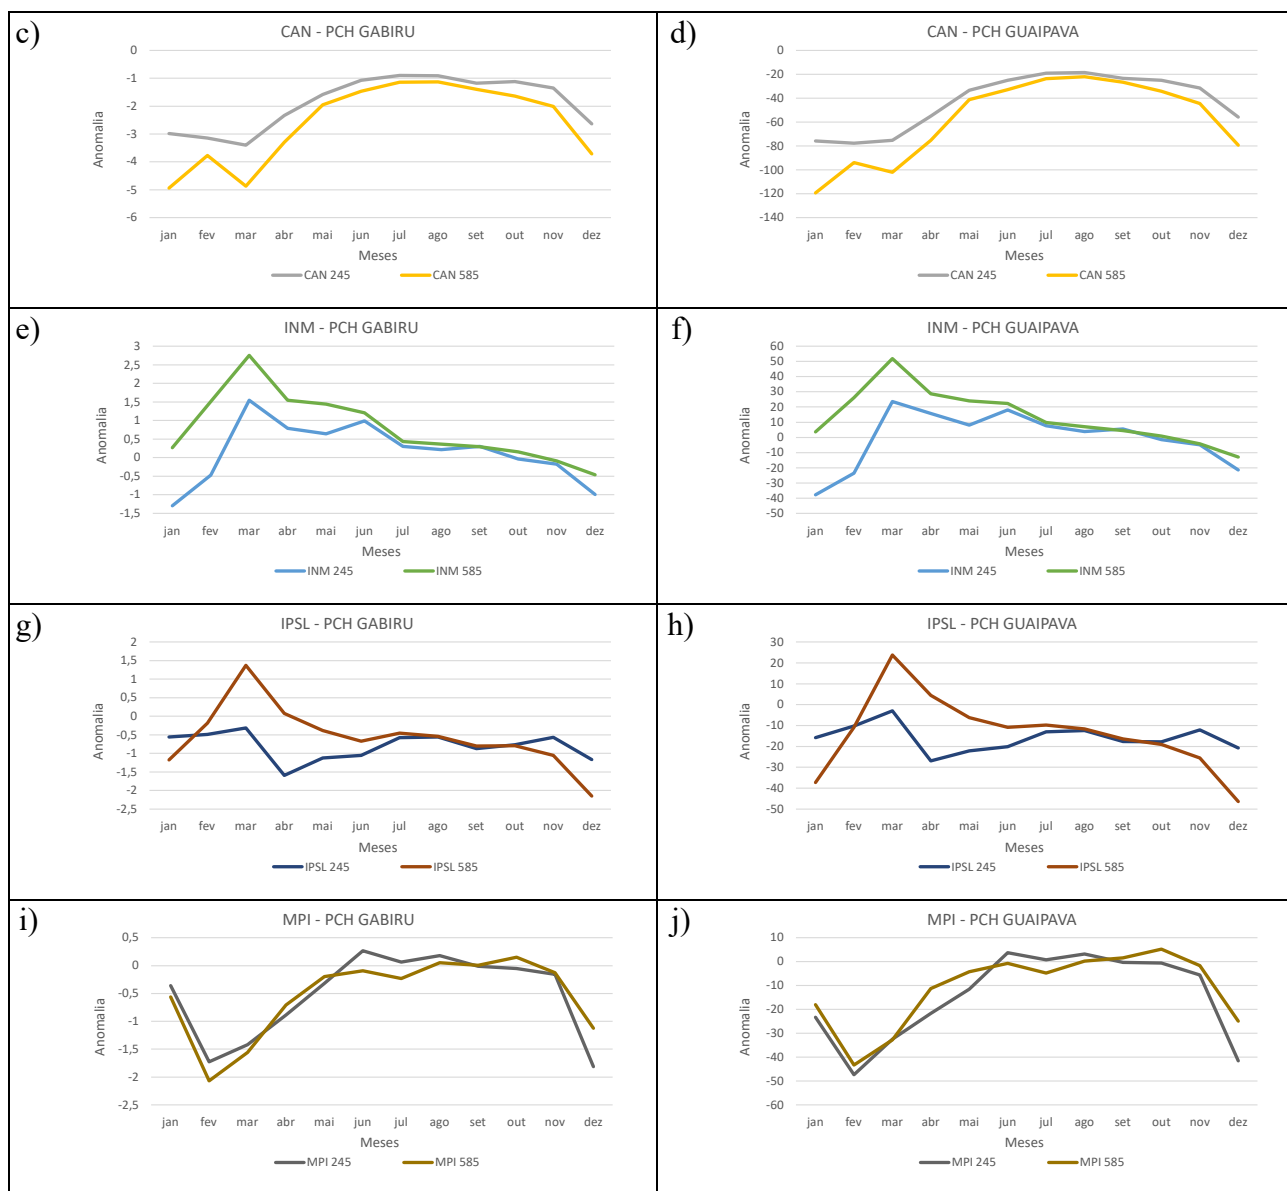 c)
CAN - PCH GABIRU
0
-1
-2
-3
-4
-5
-6
Anomalia
jan fev mar abr mai jun jul ago set out nov dez
Meses
CAN 245 CAN 585
d)
CAN - PCH GUAIPAVA
0
-20
-40
-60
-80
-100
-120
-140
Anomalia
jan fev mar abr mai jun jul ago set out nov dez
Meses
CAN 245 CAN 585
e)
INM - PCH GABIRU
3
2,5
2
1,5
1
0,5
0
-0,5
-1
-1,5
Anomalia
jan fev mar abr mai jun jul ago set out nov dez
Meses
INM 245 INM 585
f)
INM - PCH GUAIPAVA
60
50
40
30
20
10
0
-10
-20
-30
-40
-50
Anomalia
jan fev mar abr mai jun jul ago set out nov dez
Meses
INM 245 INM 585
g)
IPSL - PCH GABIRU
2
1,5
1
0,5
0
-0,5
-1
-1,5
-2
-2,5
Anomalia
jan fev mar abr mai jun jul ago set out nov dez
Meses
IPSL 245 IPSL 585
h)
IPSL - PCH GUAIPAVA
30
20
10
0
-10
-20
-30
-40
-50
Anomalia
jan fev mar abr mai jun jul ago set out nov dez
Meses
IPSL 245 IPSL 585
i)
MPI - PCH GABIRU
0,5
0
-0,5
-1
-1,5
-2
-2,5
Anomalia
jan fev mar abr mai jun jul ago set out nov dez
Meses
MPI 245 MPI 585
j)
MPI - PCH GUAIPAVA
10
0
-10
-20
-30
-40
-50
-60
Anomalia
jan fev mar abr mai jun jul ago set out nov dez
Meses
MPI 245 MPI 585